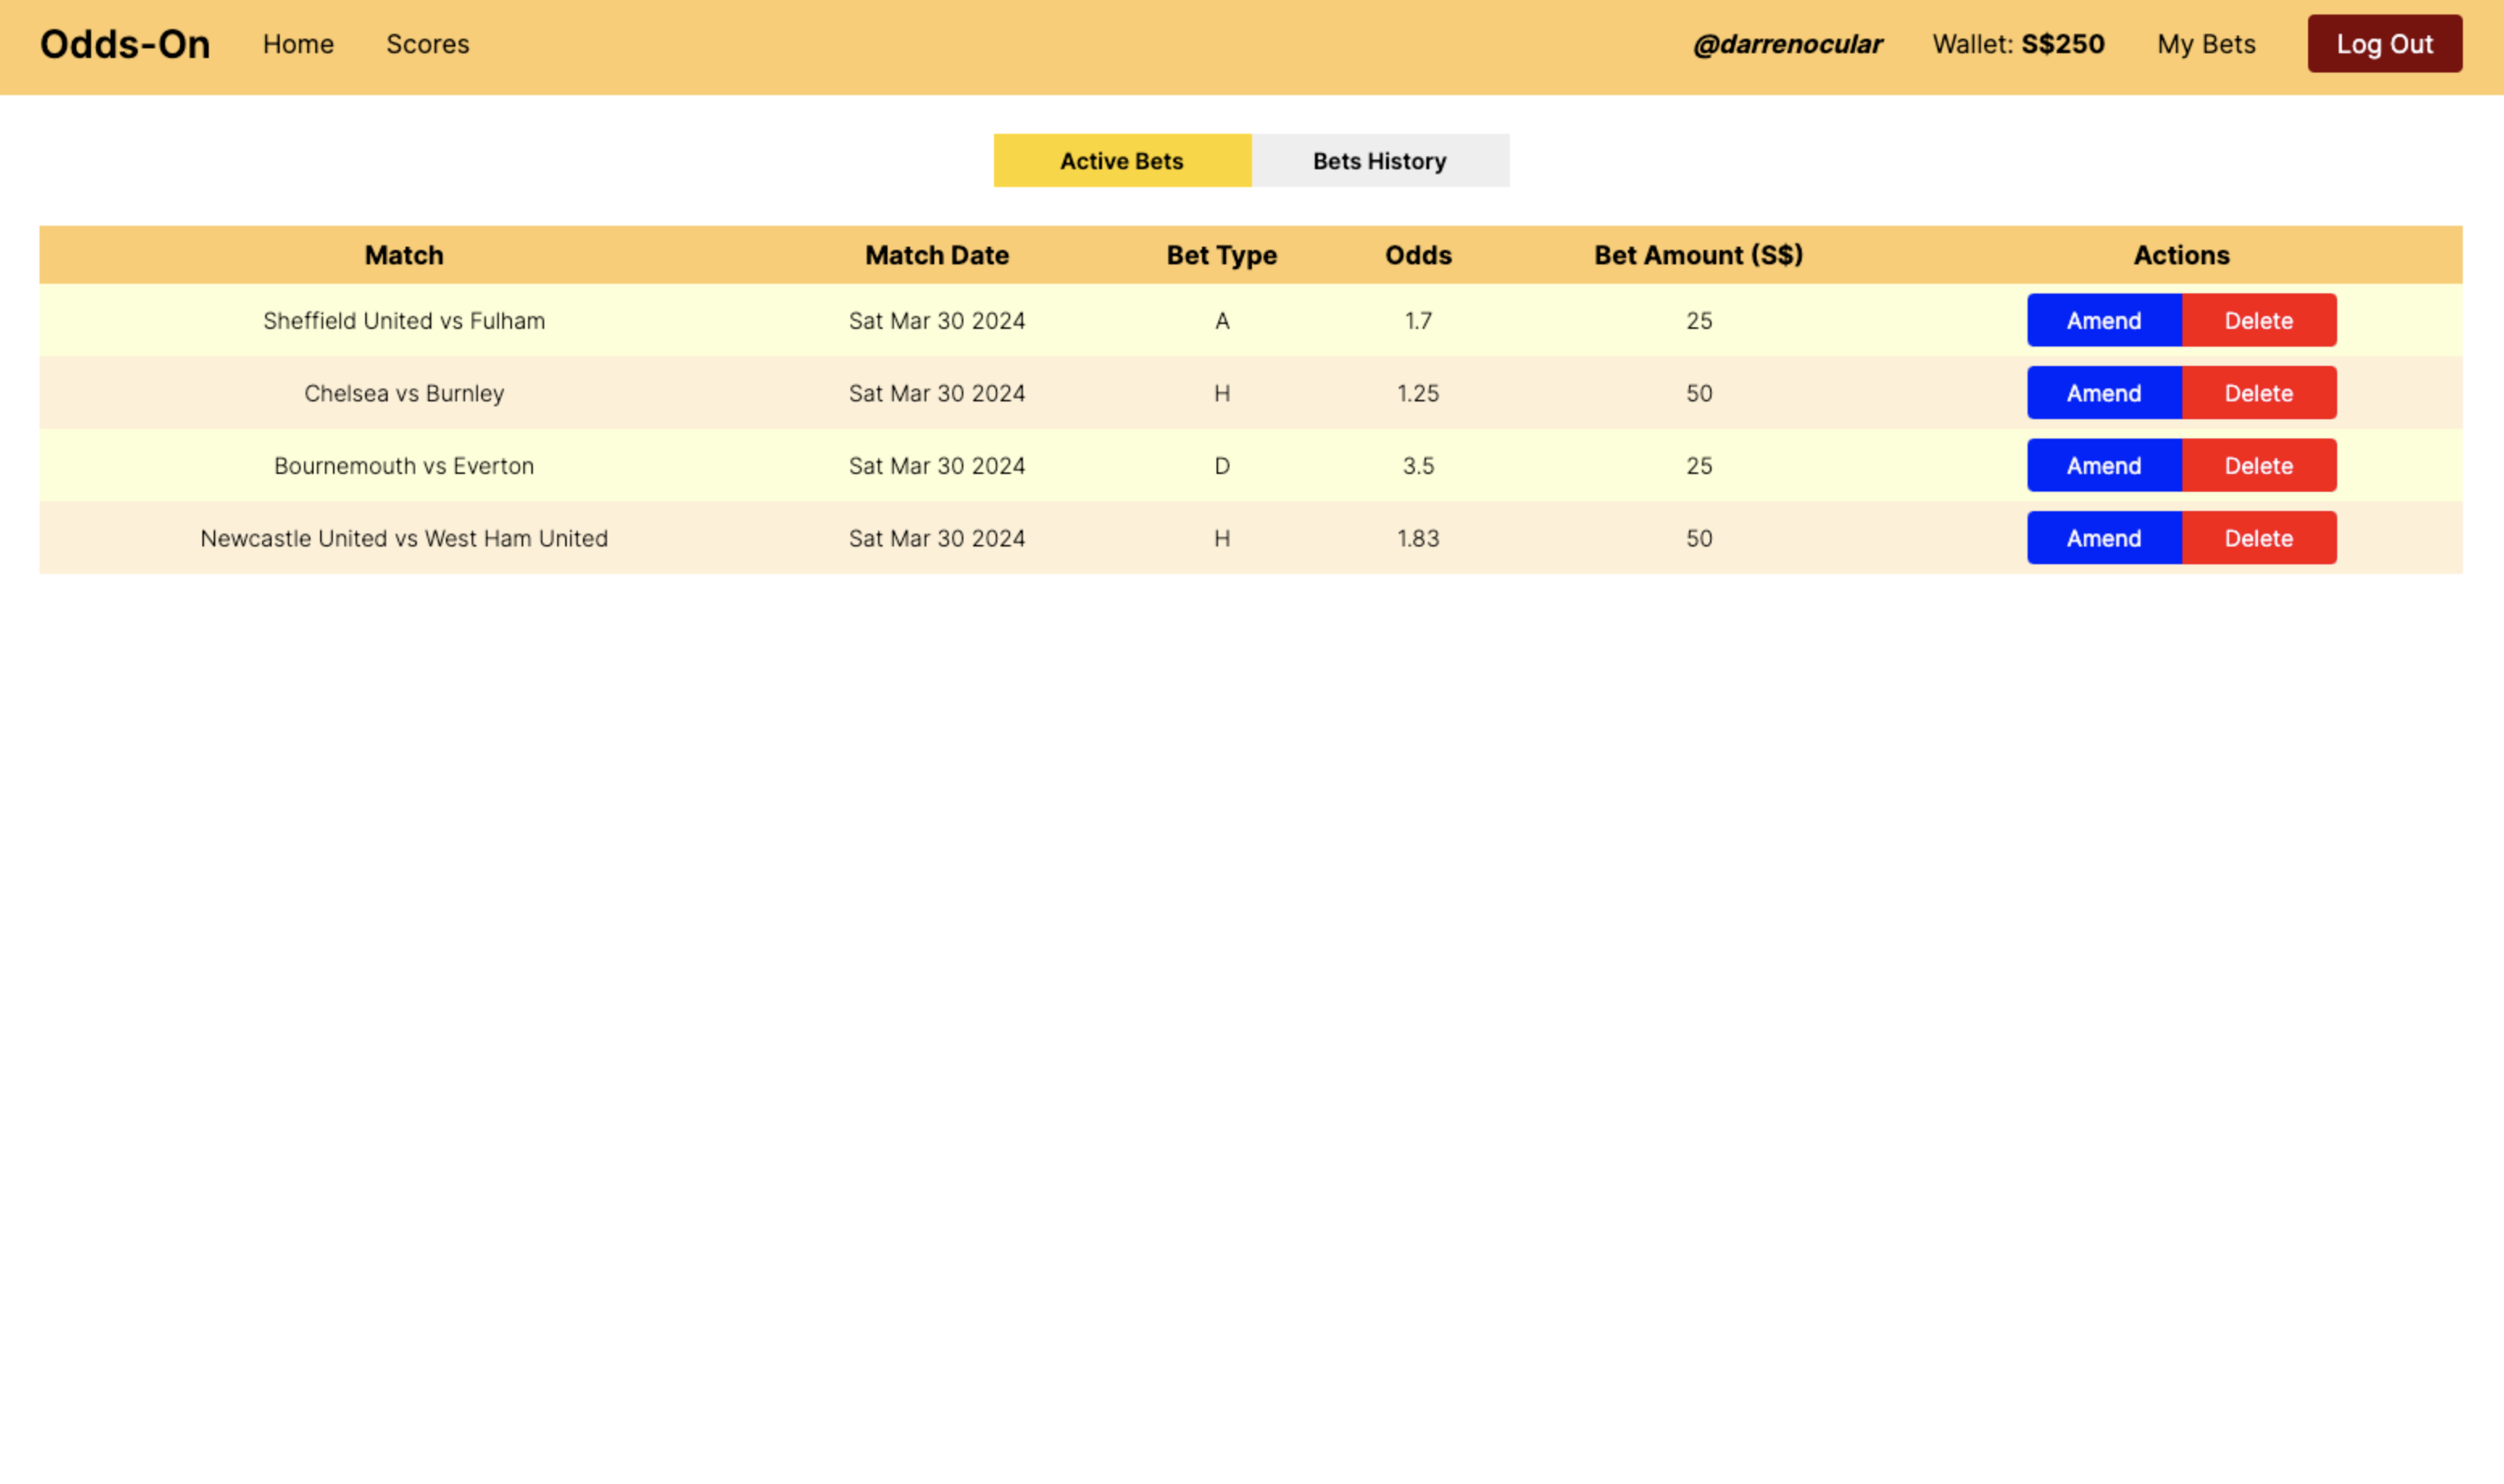 Odds-On Home Scores @darrenocular Wallet: S$250 My Bets Log Out
Active Bets Bets History
Match Match Date Bet Type Odds Bet Amount (S$) Actions
Sheffield United vs Fulham Sat Mar 30 2024 A 1.7 25 Amend Delete
Chelsea vs Burnley Sat Mar 30 2024 H 1.25 50 Amend Delete
Bournemouth vs Everton Sat Mar 30 2024 D 3.5 25 Amend Delete
Newcastle United vs West Ham United Sat Mar 30 2024 H 1.83 50 Amend Delete